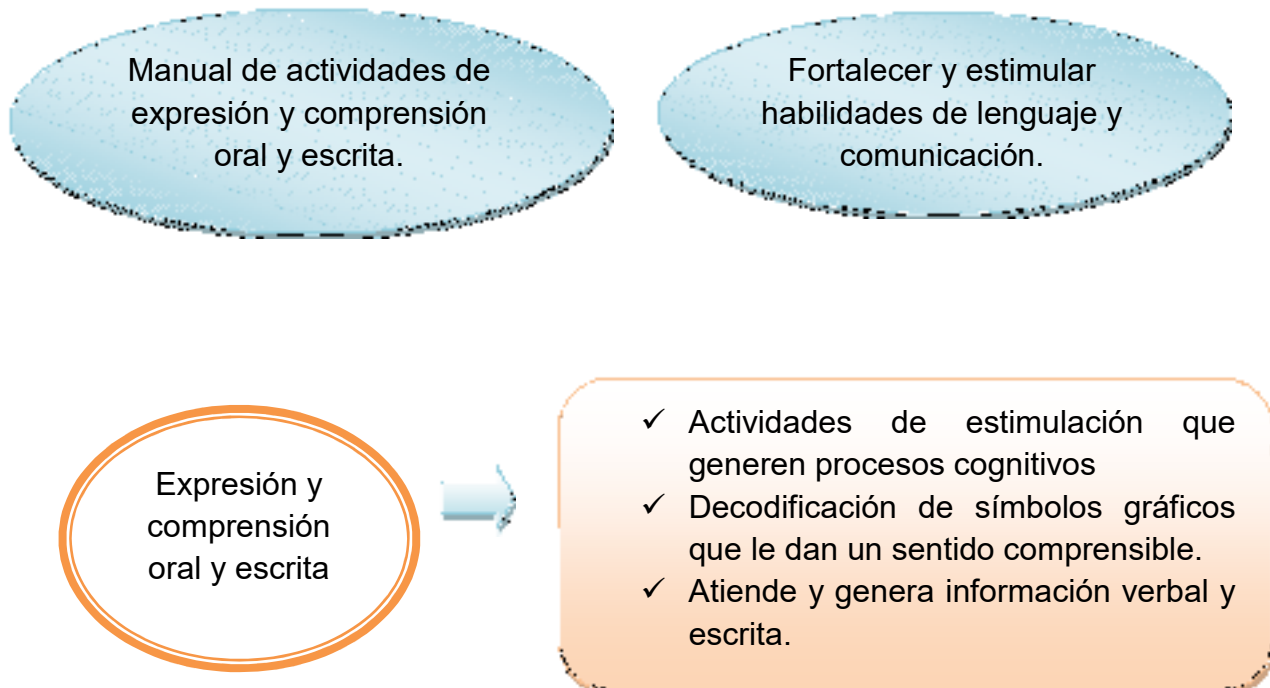 Manual de actividades de
expresión y comprensión
oral y escrita.
Fortalecer y estimular
habilidades de lenguaje y
comunicación.
Expresión y
comprensión
oral y escrita
✓ Actividades de estimulación que
generen procesos cognitivos
✓ Decodificación de símbolos gráficos
que le dan un sentido comprensible.
✓ Atiende y genera información verbal y
escrita.